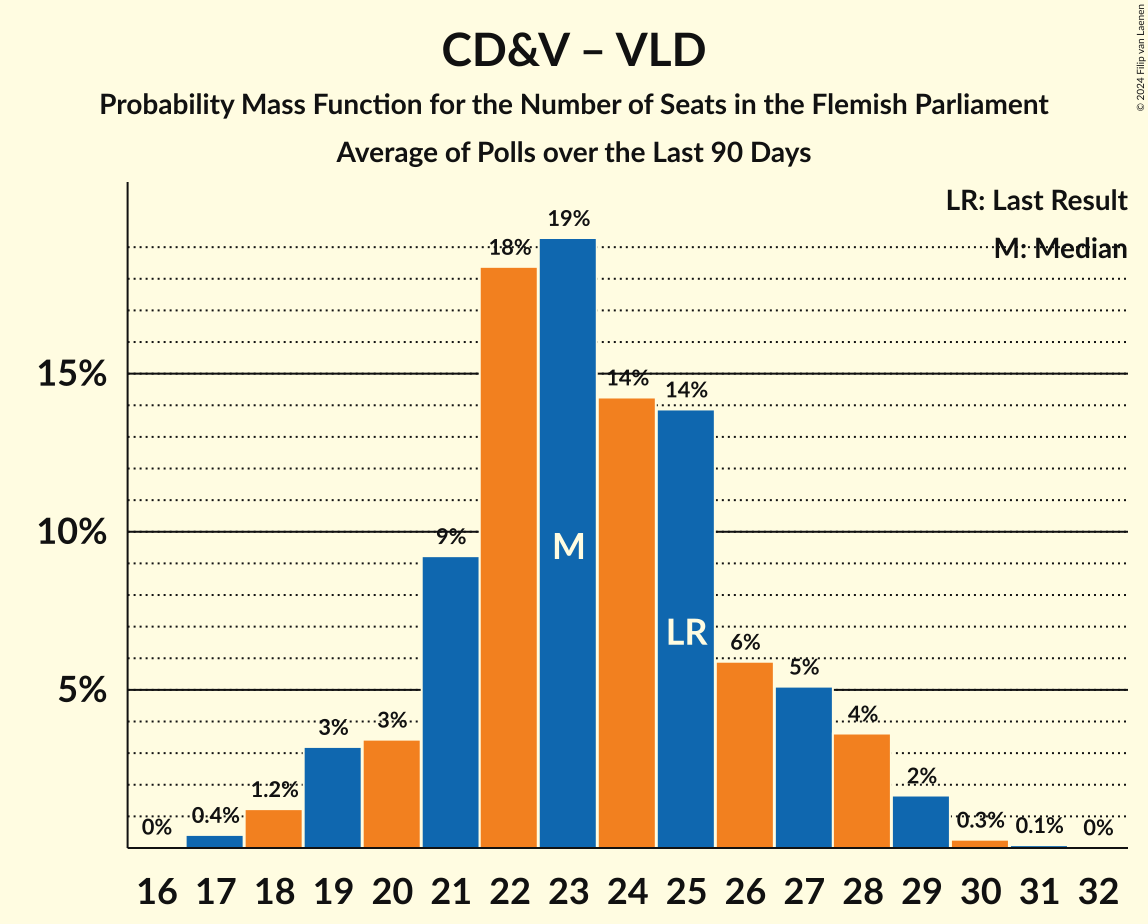 CD&V – VLD
Probability Mass Function for the Number of Seats in the Flemish Parliament
Average of Polls over the Last 90 Days
© 2024 Filip van Laenen
LR: Last Result
M: Median
15%
10%
5%
0%
0.4%
1.2%
3%
3%
9%
18%
19%
14%
14%
6%
5%
4%
2%
0.3%
0.1%
0%
M
LR
16 17 18 19 20 21 22 23 24 25 26 27 28 29 30 31 32